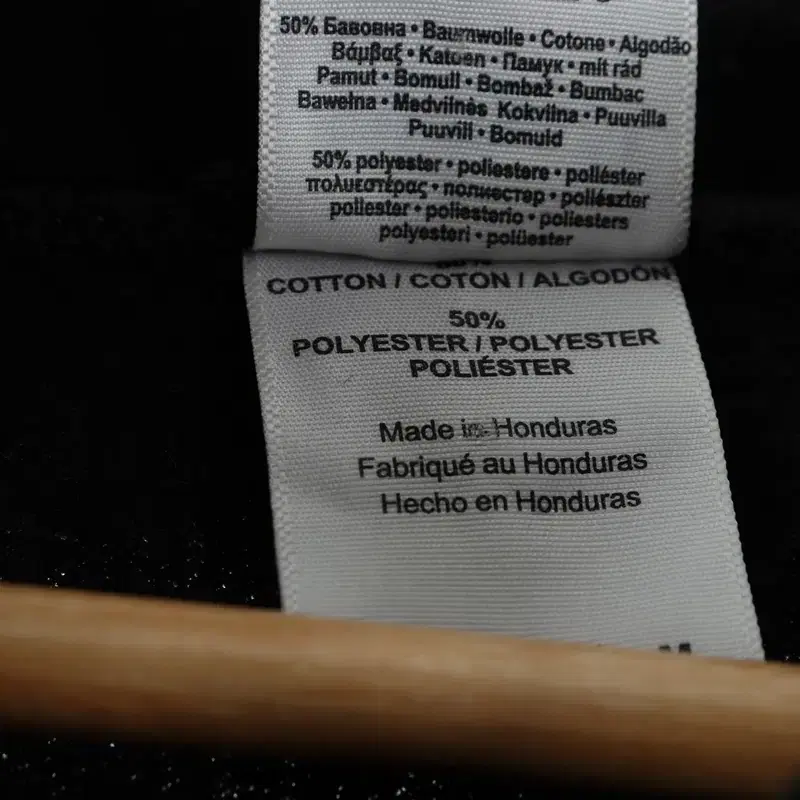 50% Бавовна • Baumwolle • Cotone • Algodão
Βάμβαξ • Katoen • Памук • mit rád
Pamut • Bomull • Bombaž • Bumbac
Bawełna • Medvilnės Kokvilna • Puuvilla
Puuvill • Bomuld
50% polyester • poliestere • poliéster
πολυεστέρας • полиестер • poliészter
poliester • poliesterio • poliesters
polyesteri • polüester
COTTON / COTON / ALGODÓN
50%
POLYESTER / POLYESTER
POLIÉSTER
Made in Honduras
Fabriqué au Honduras
Hecho en Honduras